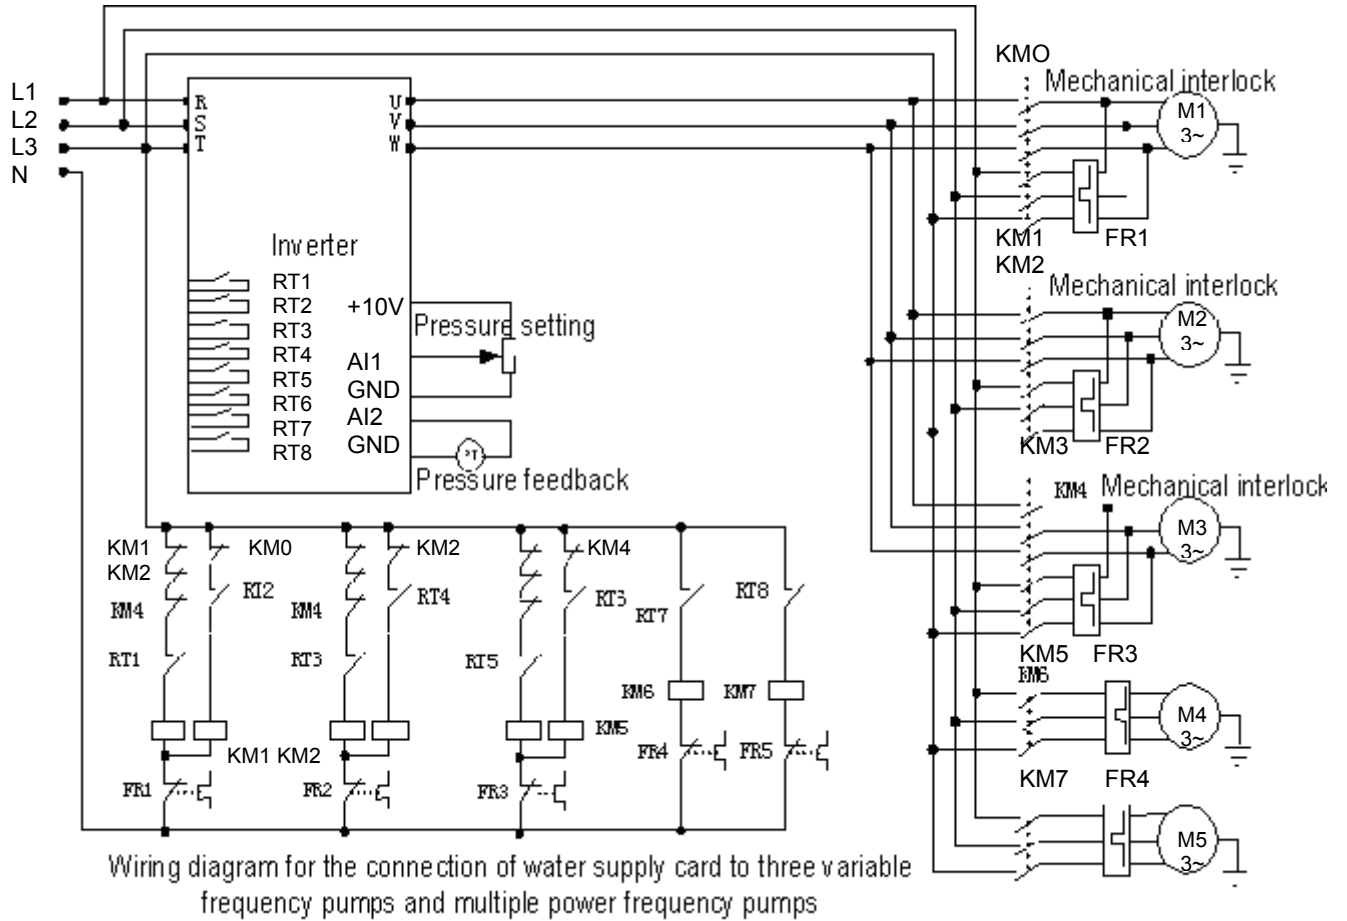 KMO
Mechanical interlock
L1
L2
L3
N
R
S
T
U
V
W
M1
3~
KM1
FR1
KM2
Inverter
RT1
RT2
RT3
RT4
RT5
RT6
RT7
RT8
+10V
AI1
GND
AI2
GND
Pressure setting
PT
Pressure feedback
Mechanical interlock
M2
3~
KM3
FR2
KM4
Mechanical interlock
M3
3~
KM5
FR3
KM6
M4
3~
KM7
FR4
M5
3~
KM1
KM0
KM2
KM4
RT2
RT1
KM2
KM4
RT4
RT3
KM4
RT6
RT5
RT7
RT8
KM6
KM7
KM5
KM1 KM2
FR1
FR2
FR3
FR4
FR5
Wiring diagram for the connection of water supply card to three variable
frequency pumps and multiple power frequency pumps